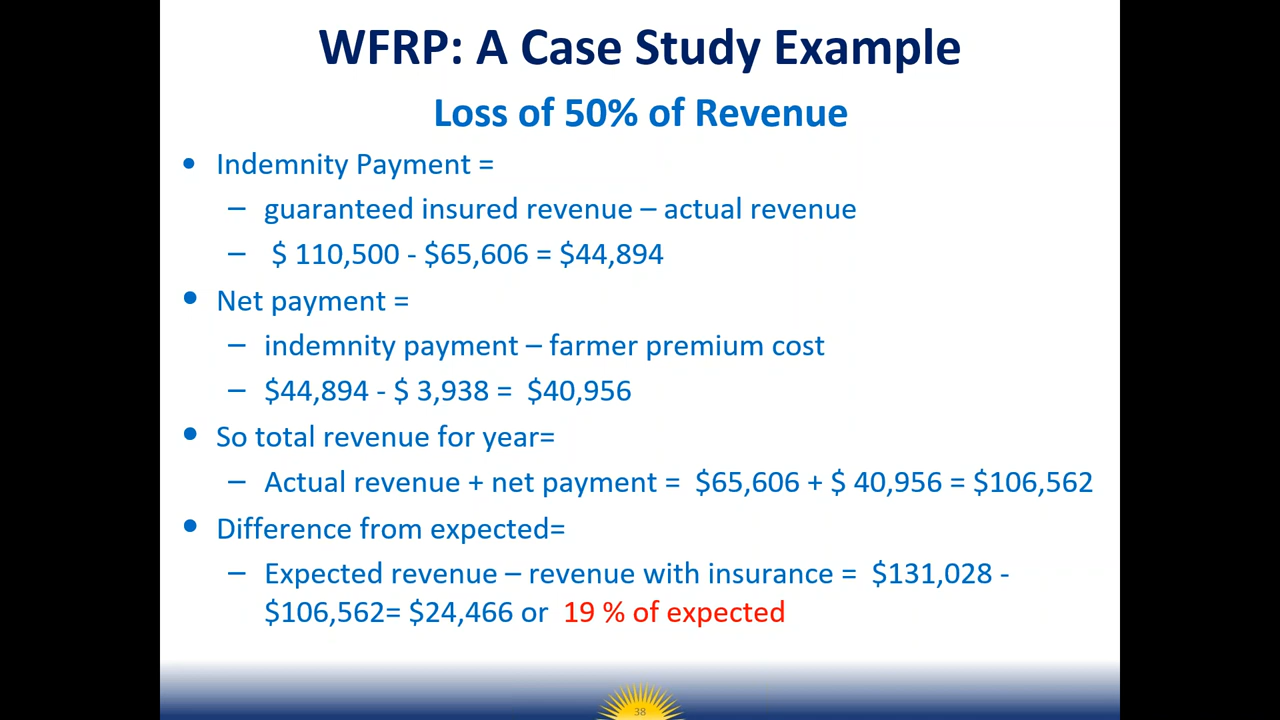 WFRP: A Case Study Example
Loss of 50% of Revenue
• Indemnity Payment =
– guaranteed insured revenue – actual revenue
– $ 110,500 - $65,606 = $44,894
• Net payment =
– indemnity payment – farmer premium cost
– $44,894 - $ 3,938 = $40,956
• So total revenue for year=
– Actual revenue + net payment = $65,606 + $ 40,956 = $106,562
• Difference from expected=
– Expected revenue – revenue with insurance = $131,028 -
$106,562= $24,466 or 19 % of expected
38